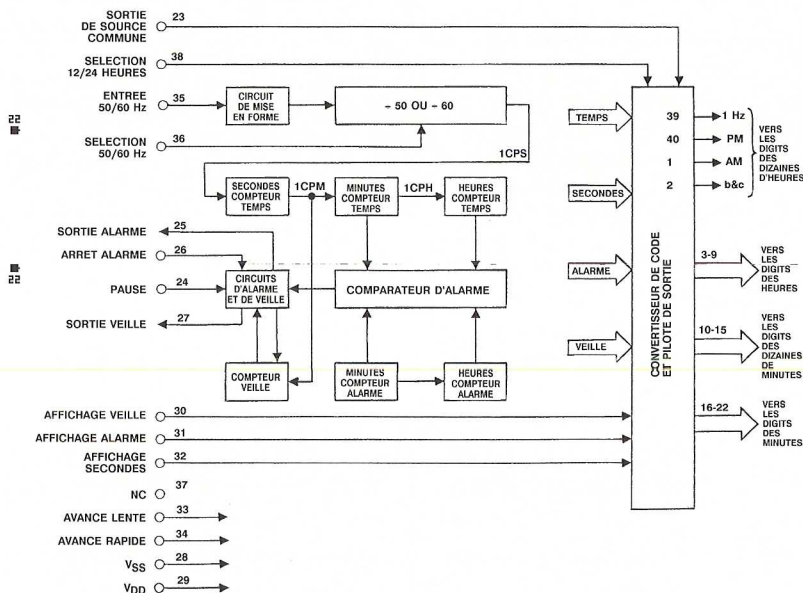 SORTIE
DE SOURCE
COMMUNE
23
SELECTION
12/24 HEURES
38
ENTREE
50/60 Hz
35
CIRCUIT
DE MISE
EN FORME
÷ 50 OU ÷ 60
SELECTION
50/60 Hz
36
1CPS
SECONDES
COMPTEUR
TEMPS
1CPM
MINUTES
COMPTEUR
TEMPS
1CPH
HEURES
COMPTEUR
TEMPS
SORTIE ALARME
25
ARRET ALARME
26
PAUSE
24
SORTIE VEILLE
27
CIRCUITS
D'ALARME
ET DE VEILLE
COMPARATEUR D'ALARME
COMPTEUR
VEILLE
MINUTES
COMPTEUR
ALARME
HEURES
COMPTEUR
ALARME
AFFICHAGE VEILLE
30
AFFICHAGE ALARME
31
AFFICHAGE
SECONDES
32
NC
37
AVANCE LENTE
33
AVANCE RAPIDE
34
VSS
28
VDD
29
TEMPS
SECONDES
ALARME
VEILLE
CONVERTISSEUR DE CODE
ET PILOTE DE SORTIE
39
1 Hz
40
PM
1
AM
2
b&c
VERS
LES
DIGITS
DES
DIZAINES
D'HEURES
3-9
VERS
LES
DIGITS
DES
HEURES
10-15
VERS
LES
DIGITS
DES
DIZAINES
DE
MINUTES
16-22
VERS
LES
DIGITS
DES
MINUTES
22
22